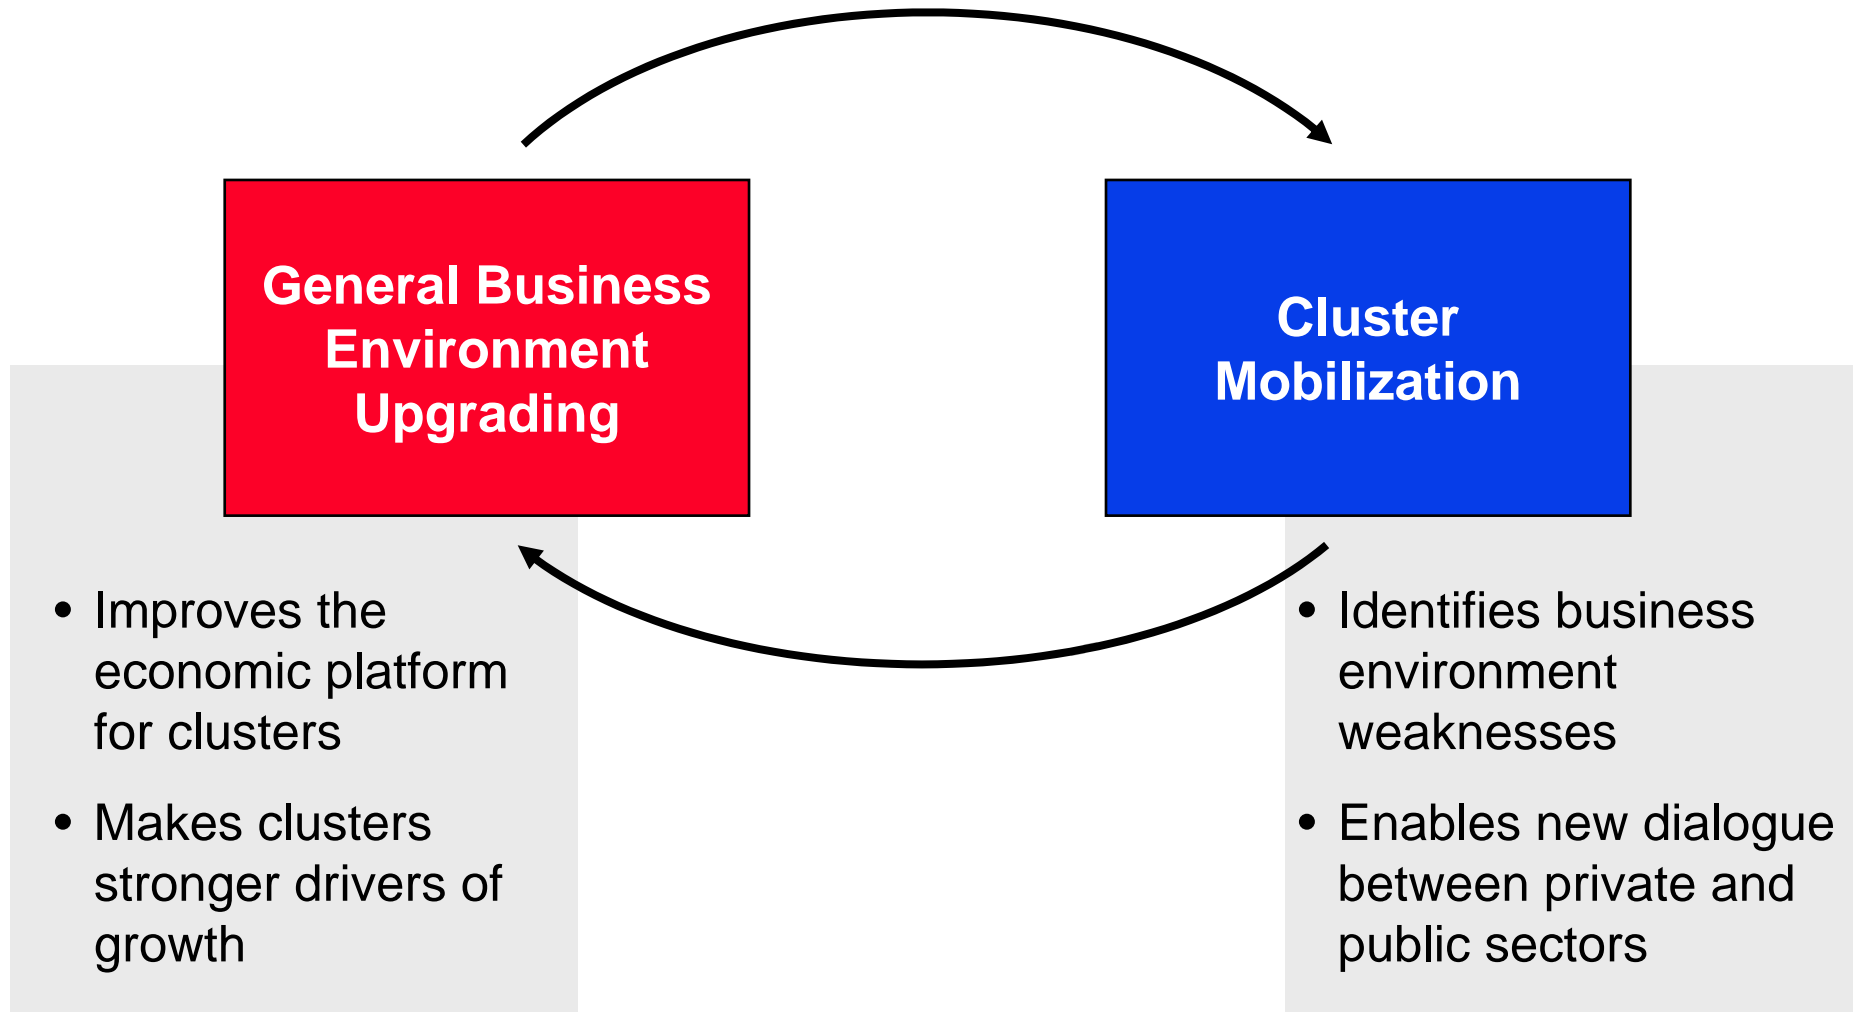 General Business
Environment
Upgrading
Cluster
Mobilization
• Improves the
economic platform
for clusters
• Makes clusters
stronger drivers of
growth
• Identifies business
environment
weaknesses
• Enables new dialogue
between private and
public sectors